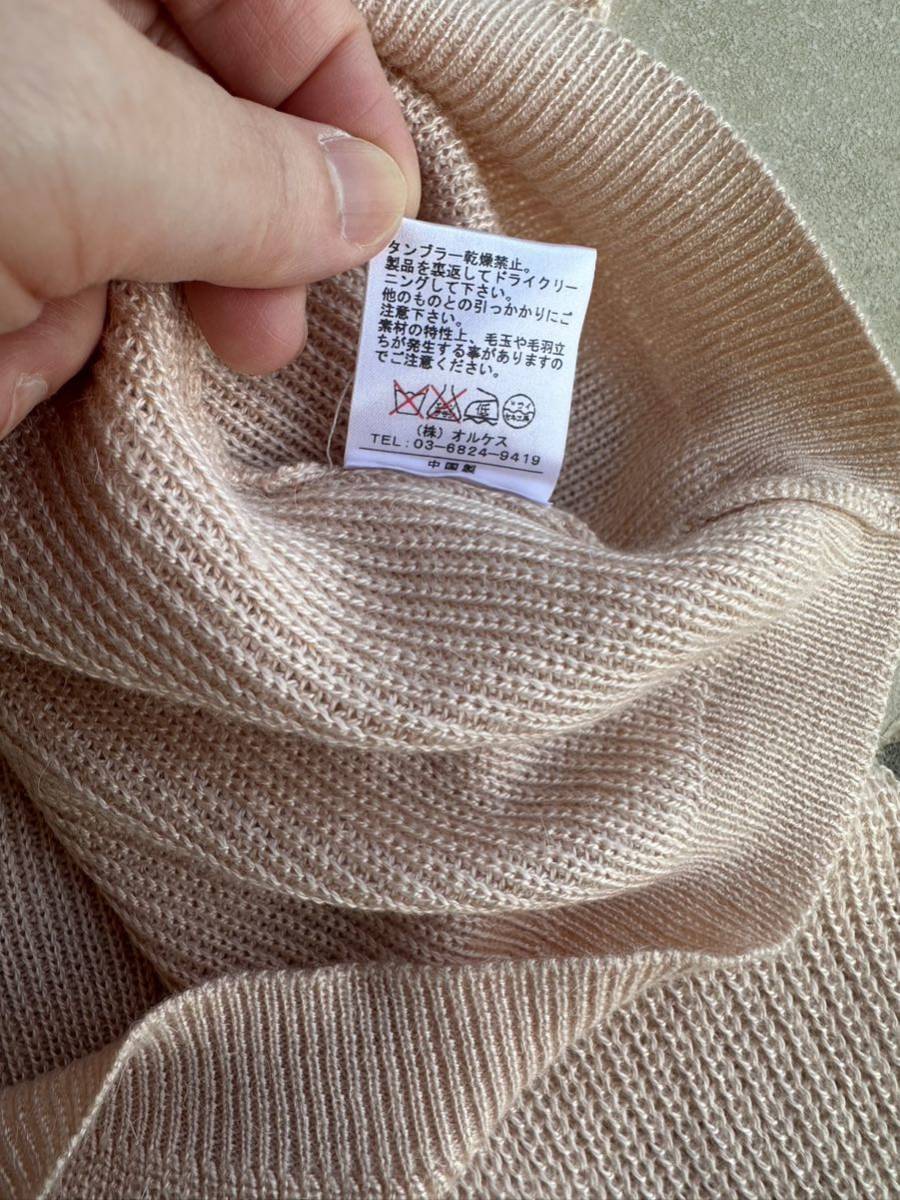 タンブラー乾燥禁止。
製品を裏返してドライクリー
ニングして下さい。
他のものとの引っかかりにご
注意下さい。
素材の特性上、毛玉や毛羽立
ちが発生する事がありますの
でご注意ください。
低
(株) オルケス
TEL:03-6824-9419
中国製